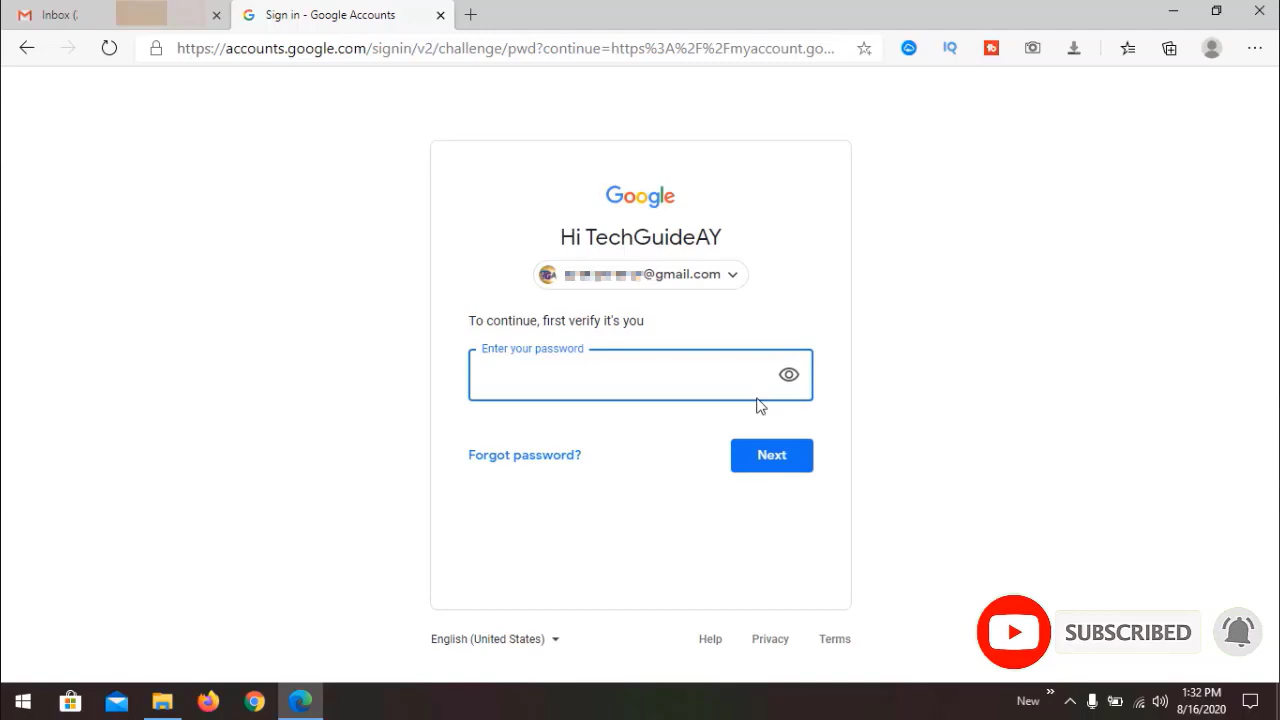 Inbox (
Sign in - Google Accounts
https://accounts.google.com/signin/v2/challenge/pwd?continue=https%3A%2F%2Fmyaccount.go...
IQ
Google
Hi TechGuideAY
@gmail.com
To continue, first verify it's you
Enter your password
Forgot password?
Next
English (United States)
Help
Privacy
Terms
SUBSCRIBED
New
1:32 PM
8/16/2020